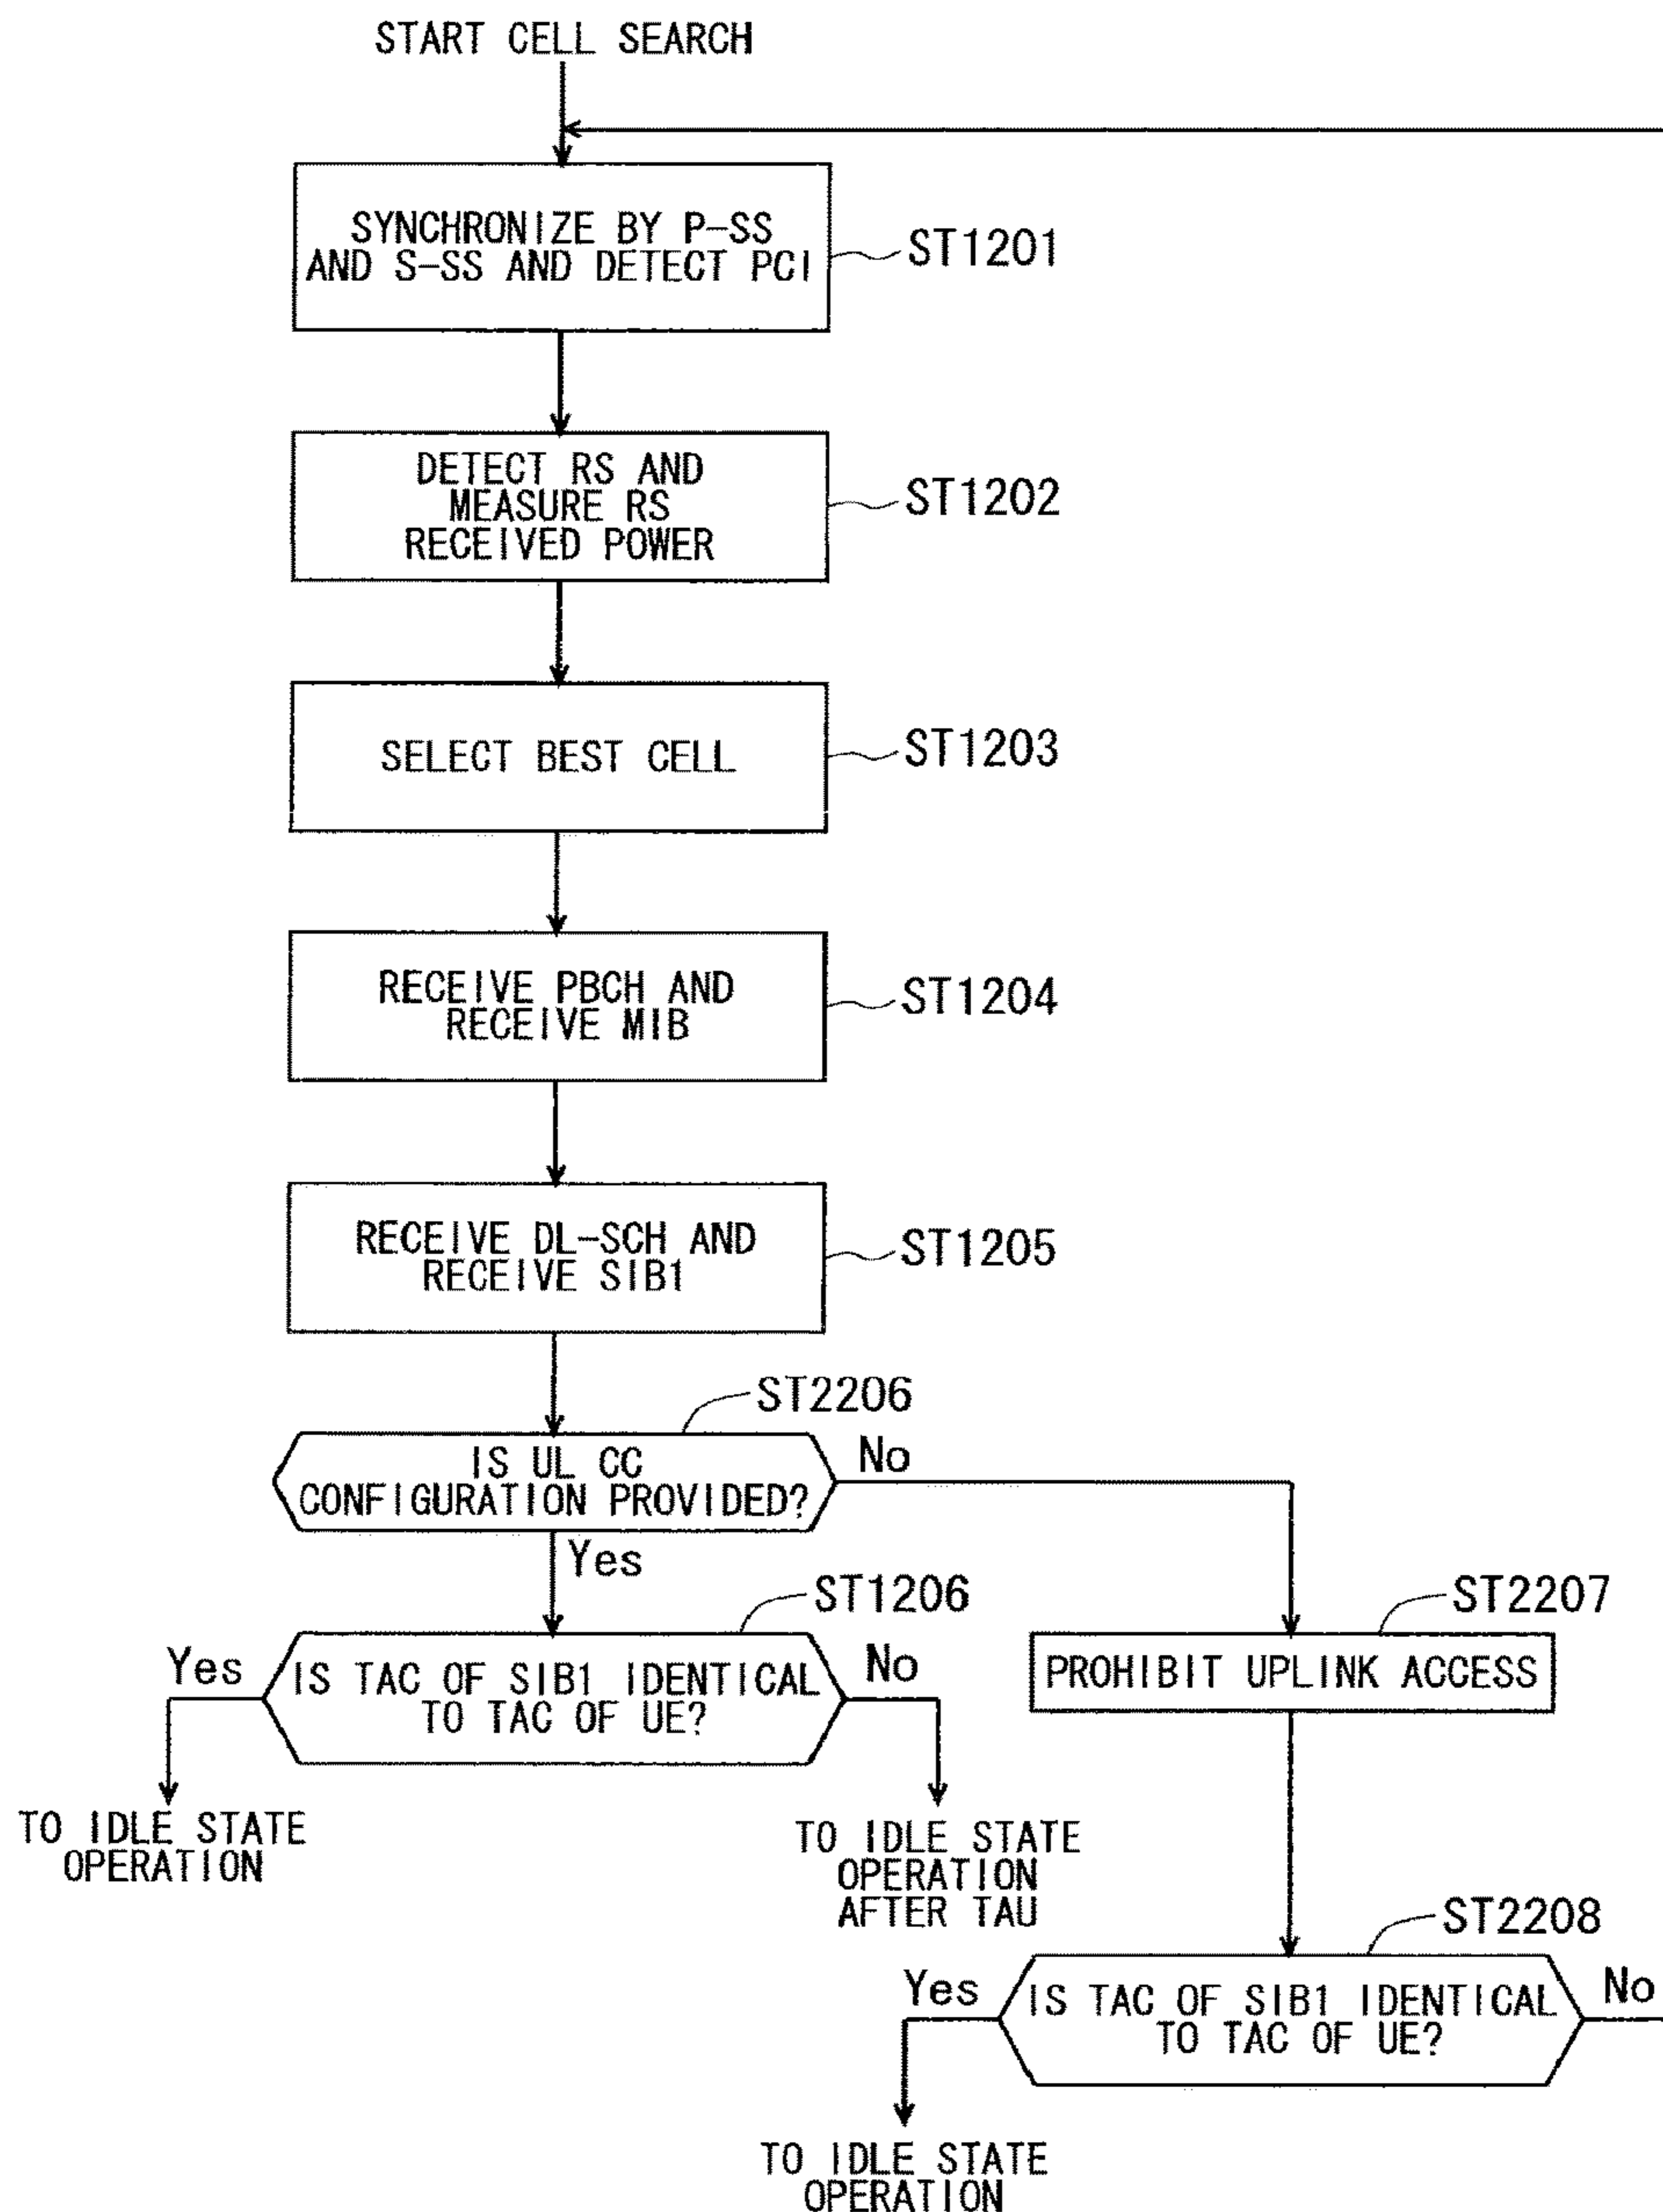 START CELL SEARCH
SYNCHRONIZE BY P-SS
AND S-SS AND DETECT PCI
ST1201
DETECT RS AND
MEASURE RS
RECEIVED POWER
ST1202
SELECT BEST CELL
ST1203
RECEIVE PBCH AND
RECEIVE MIB
ST1204
RECEIVE DL-SCH AND
RECEIVE SIB1
ST1205
ST2206
IS UL CC
CONFIGURATION PROVIDED?
No
Yes
ST1206
IS TAC OF SIB1 IDENTICAL
TO TAC OF UE?
Yes
No
TO IDLE STATE
OPERATION
TO IDLE STATE
OPERATION
AFTER TAU
ST2207
PROHIBIT UPLINK ACCESS
ST2208
IS TAC OF SIB1 IDENTICAL
TO TAC OF UE?
Yes
No
TO IDLE STATE
OPERATION